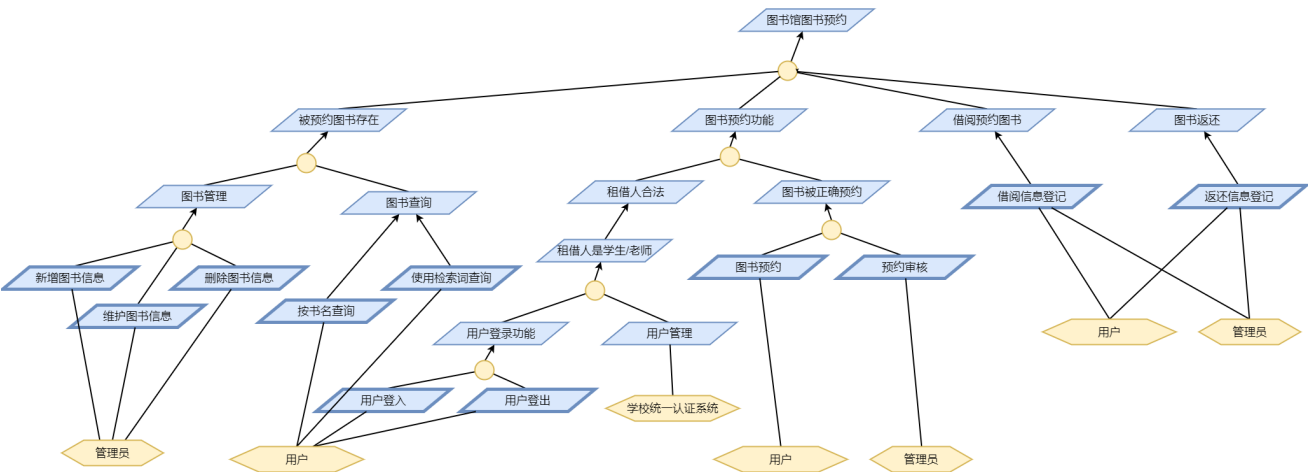 图书馆图书预约
被预约图书存在
图书预约功能
借阅预约图书
图书返还
图书管理
图书查询
租借人合法
图书被正确预约
借阅信息登记
返还信息登记
租借人是学生/老师
新增图书信息
删除图书信息
使用检索词查询
图书预约
预约审核
维护图书信息
按书名查询
用户登录功能
用户管理
用户
管理员
用户登入
用户登出
学校统一认证系统
管理员
用户
用户
管理员